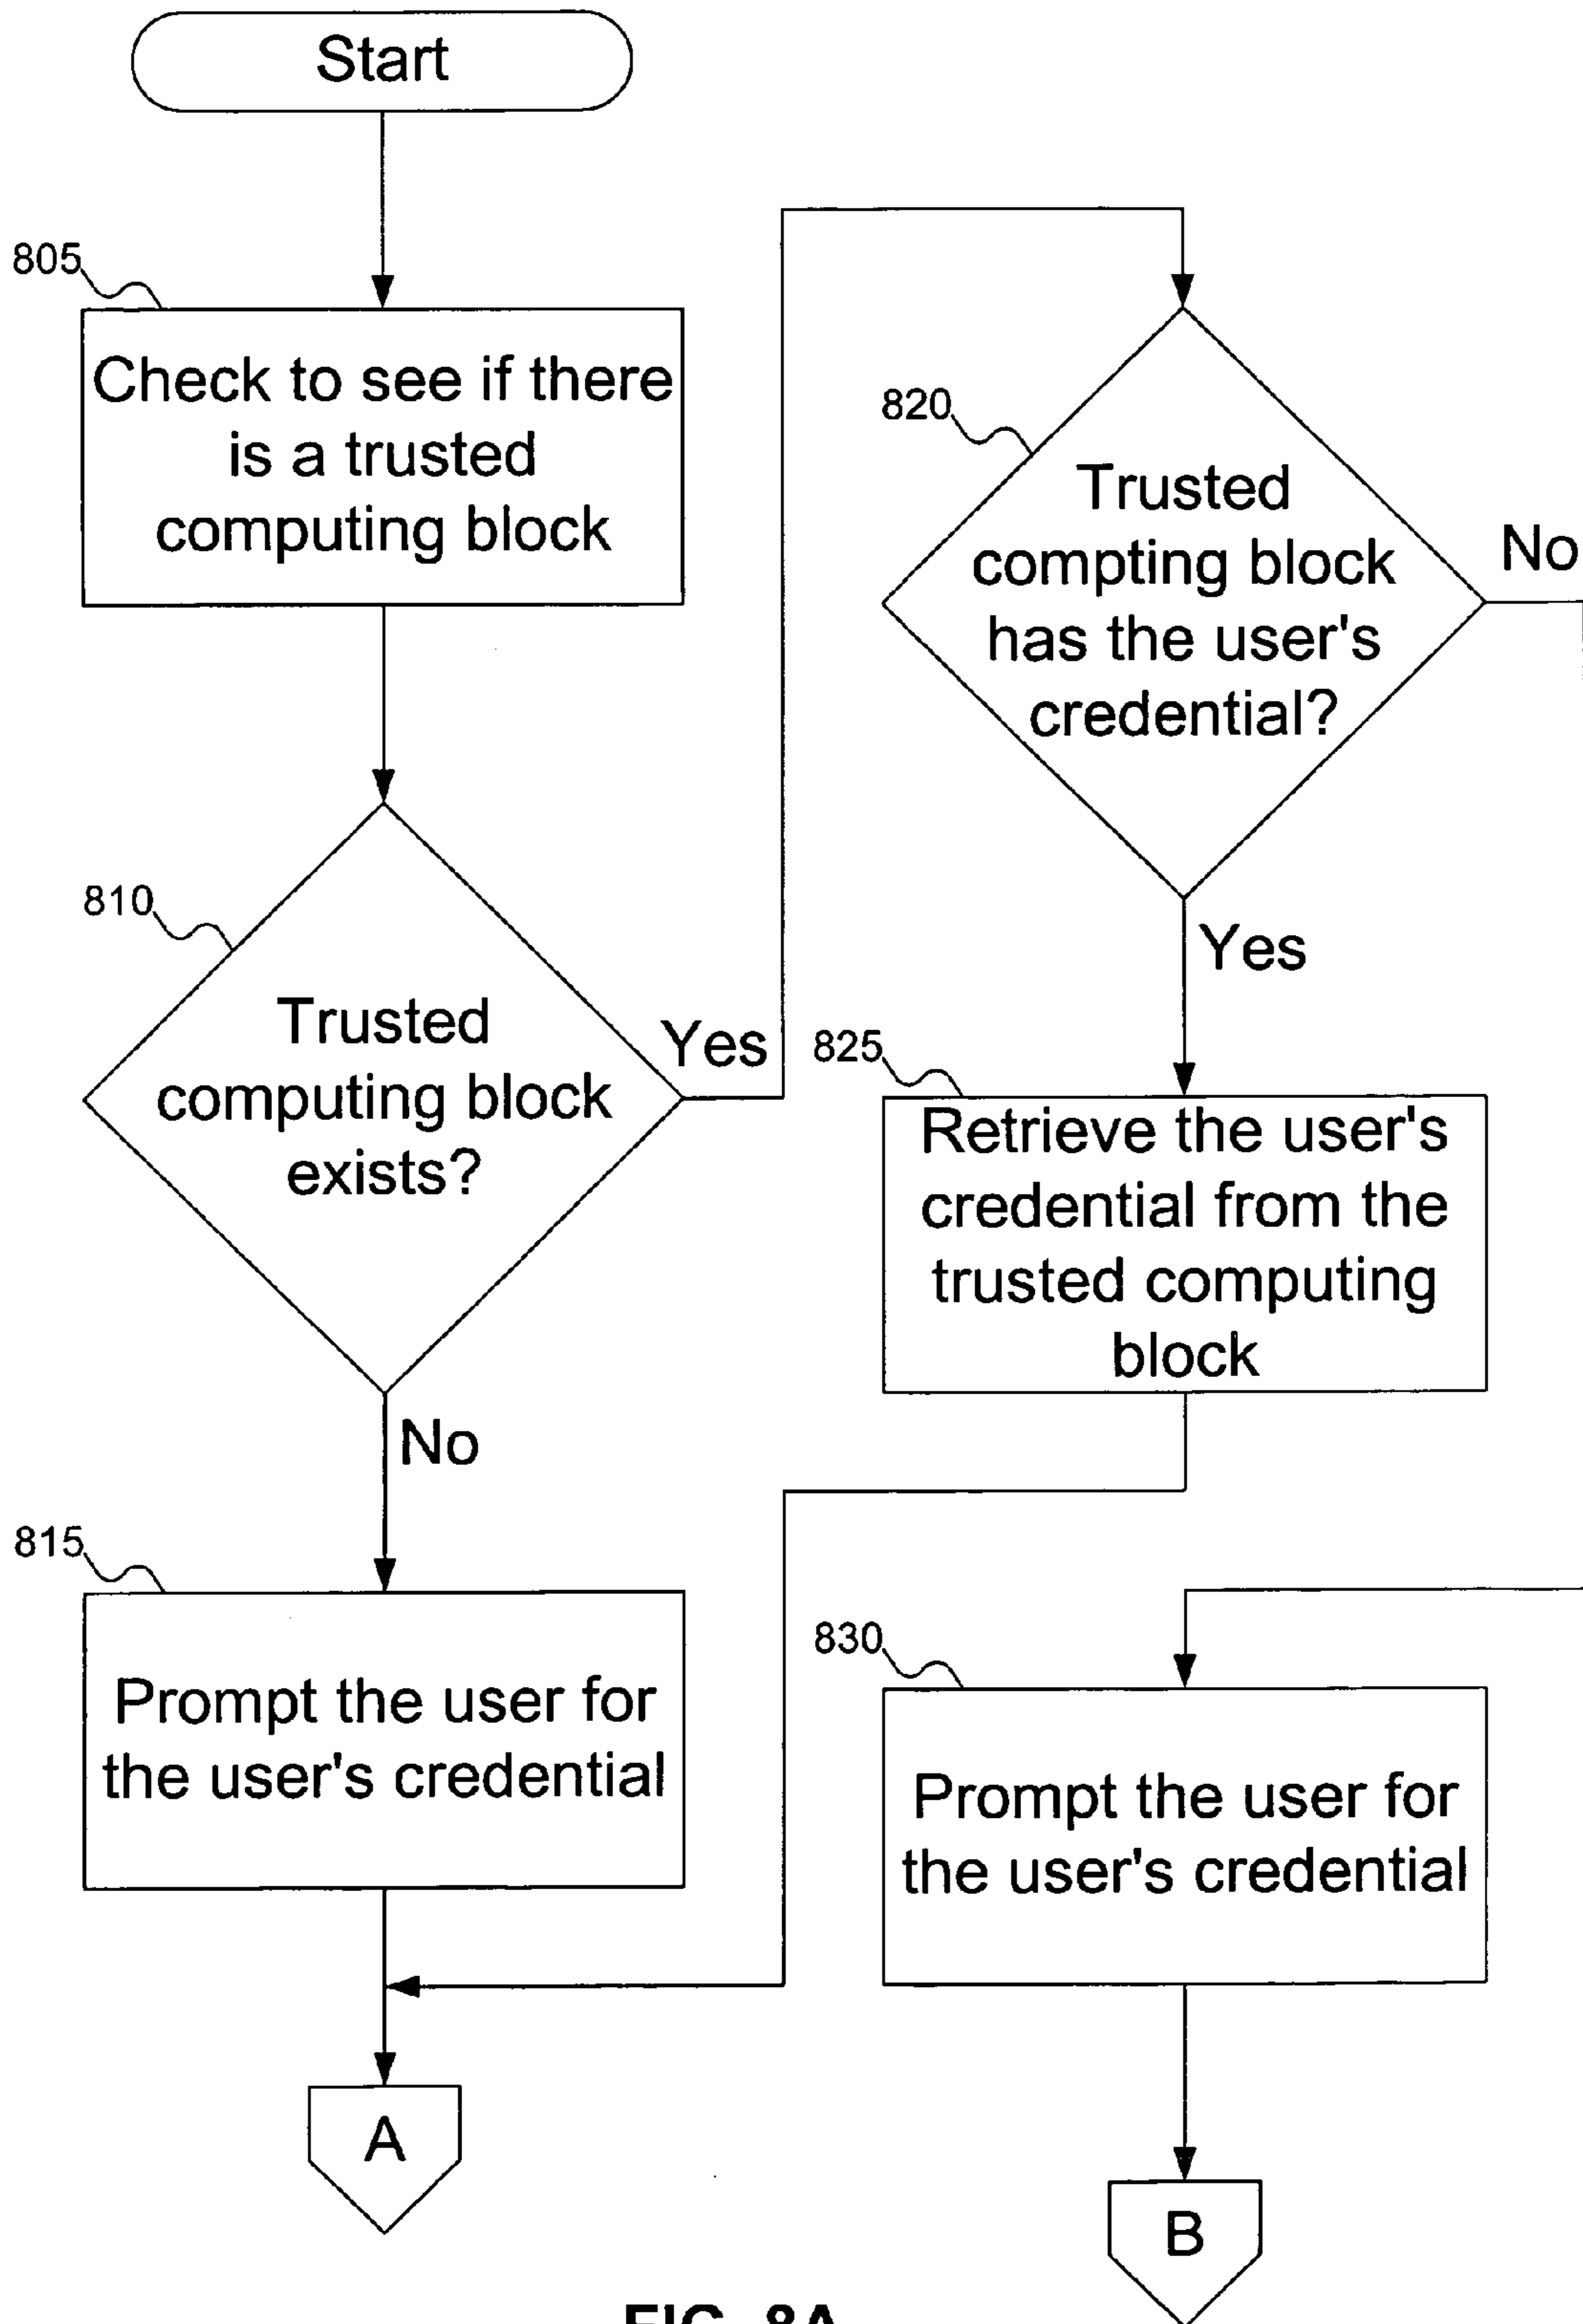 Start
805
Check to see if there
is a trusted
computing block
810
Trusted
computing block
exists?
Yes
No
815
Prompt the user for
the user's credential
A
820
Trusted
compting block
has the user's
credential?
No
Yes
825
Retrieve the user's
credential from the
trusted computing
block
830
Prompt the user for
the user's credential
B
FIG. 8A